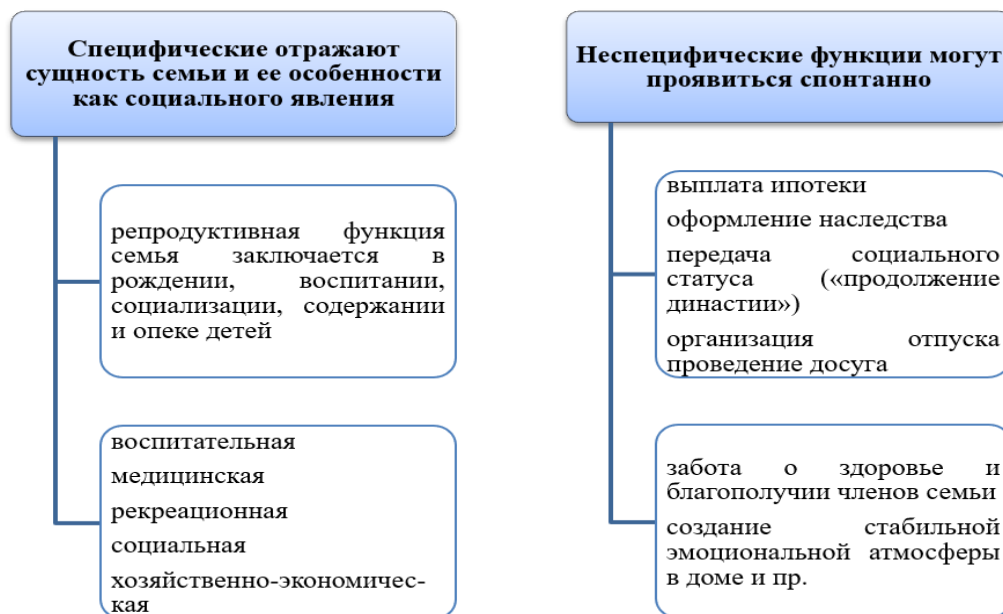 Специфические отражают
сущность семьи и ее особенности
как социального явления
репродуктивная функция
семья заключается в
рождении, воспитании,
социализации, содержании
и опеке детей
воспитательная
медицинская
рекреационная
социальная
хозяйственно-экономичес-
кая
Неспецифические функции могут
проявиться спонтанно
выплата ипотеки
оформление наследства
передача социального
статуса («продолжение
династии»)
организация отпуска
проведение досуга
забота о здоровье и
благополучии членов семьи
создание стабильной
эмоциональной атмосферы
в доме и пр.